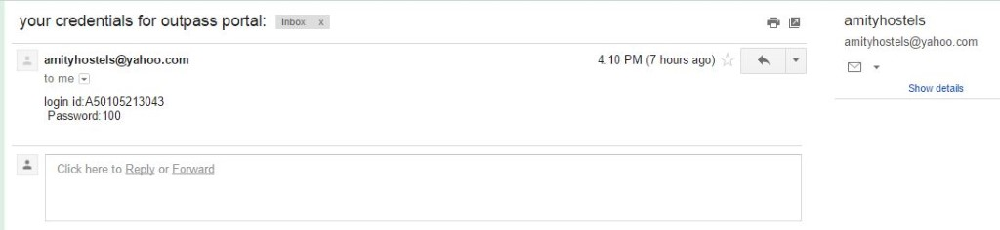 your credentials for outpass portal: Inbox x
amityhostels@yahoo.com 4:10 PM (7 hours ago)
to me
login id:A50105213043
Password:100
Click here to Reply or Forward
amityhostels
amityhostels@yahoo.com
Show details